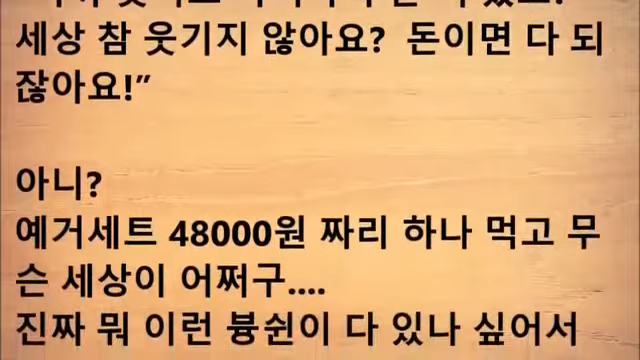 세상 참 웃기지 않아요? 돈이면 다 되
잖아요!”
아니?
예거세트 48000원 짜리 하나 먹고 무
슨 세상이 어쩌구....
진짜 뭐 이런 븅쉰이 다 있나 싶어서